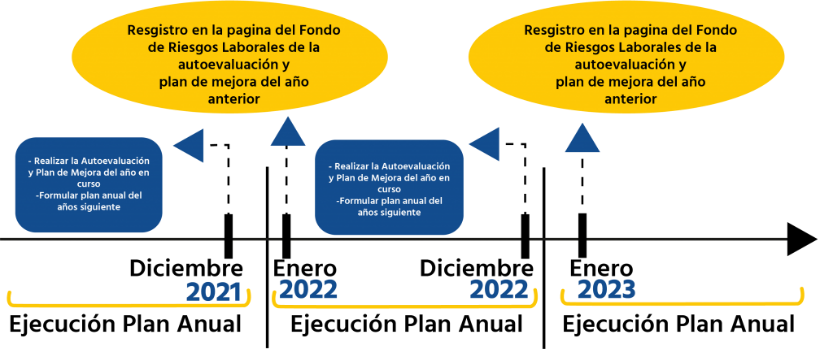 Resgistro en la pagina del Fondo
de Riesgos Laborales de la
autoevaluación y
plan de mejora del año
anterior
Resgistro en la pagina del Fondo
de Riesgos Laborales de la
autoevaluación y
plan de mejora del año
anterior
- Realizar la Autoevaluación
y Plan de Mejora del año en
curso
-Formular plan anual del
años siguiente
- Realizar la Autoevaluación
y Plan de Mejora del año en
curso
-Formular plan anual del
años siguiente
Diciembre
2021
Enero
2022
Diciembre
2022
Enero
2023
Ejecución Plan Anual
Ejecución Plan Anual
Ejecución Plan Anual